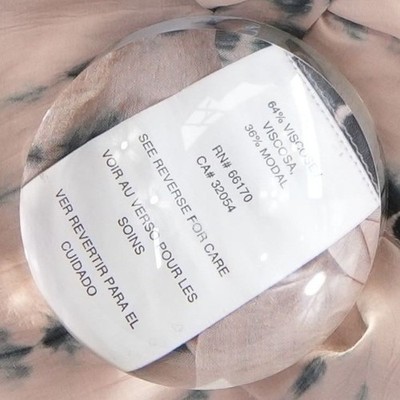 64% VISCOSE,
VISCOSA,
36% MODAL
RN# 66170
CA# 32054
SEE REVERSE FOR CARE
VOIR AU VERSO POUR LES
SOINS
VER REVERTIR PARA EL
CUIDADO